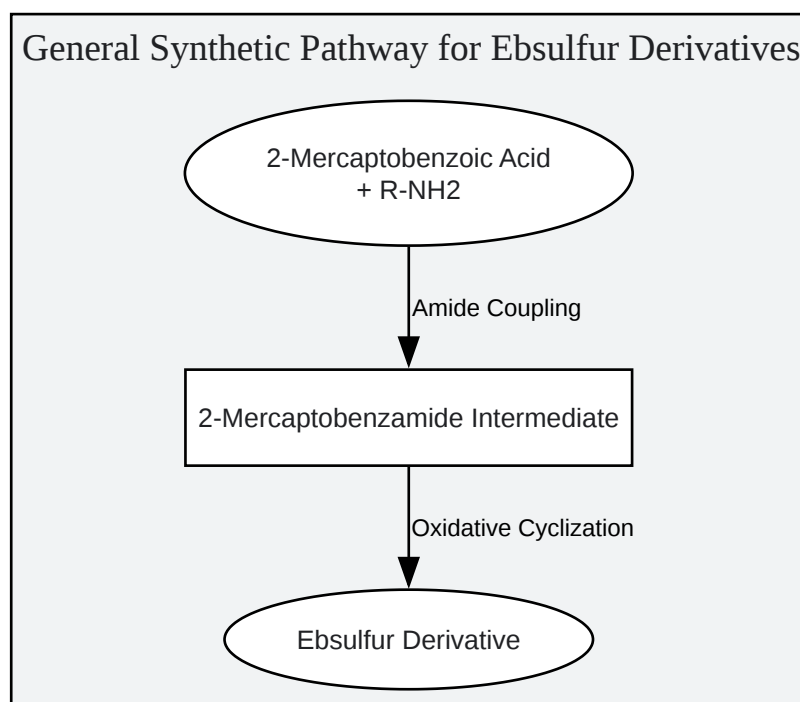 General Synthetic Pathway for Ebsulfur Derivatives
2-Mercaptobenzoic Acid
+ R-NH2
Amide Coupling
2-Mercaptobenzamide Intermediate
Oxidative Cyclization
Ebsulfur Derivative